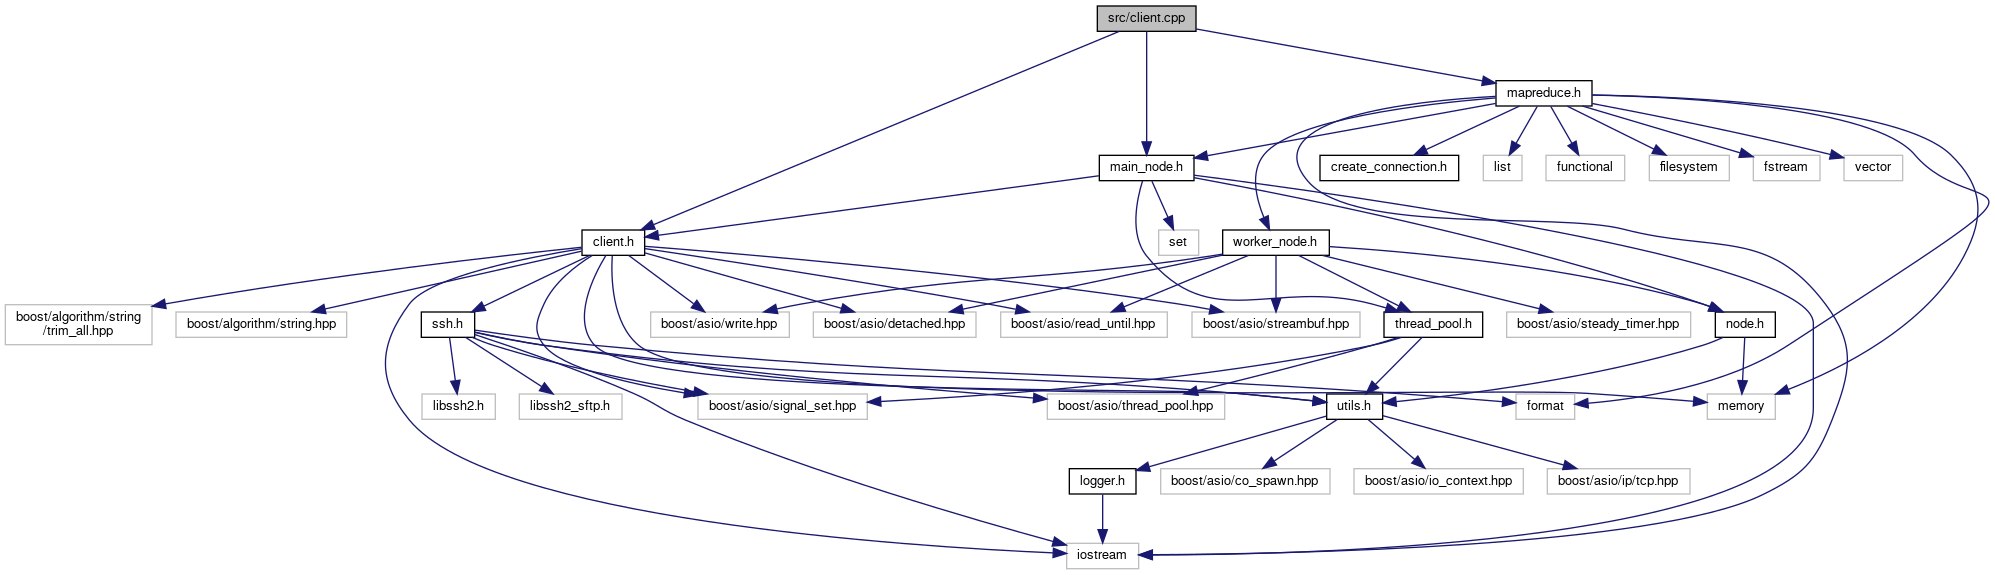 src/client.cpp
mapreduce.h
main_node.h
create_connection.h
list
functional
filesystem
fstream
vector
client.h
set
worker_node.h
boost/algorithm/string
/trim_all.hpp
boost/algorithm/string.hpp
ssh.h
boost/asio/write.hpp
boost/asio/detached.hpp
boost/asio/read_until.hpp
boost/asio/streambuf.hpp
thread_pool.h
boost/asio/steady_timer.hpp
node.h
libssh2.h
libssh2_sftp.h
boost/asio/signal_set.hpp
boost/asio/thread_pool.hpp
utils.h
format
memory
logger.h
boost/asio/co_spawn.hpp
boost/asio/io_context.hpp
boost/asio/ip/tcp.hpp
iostream